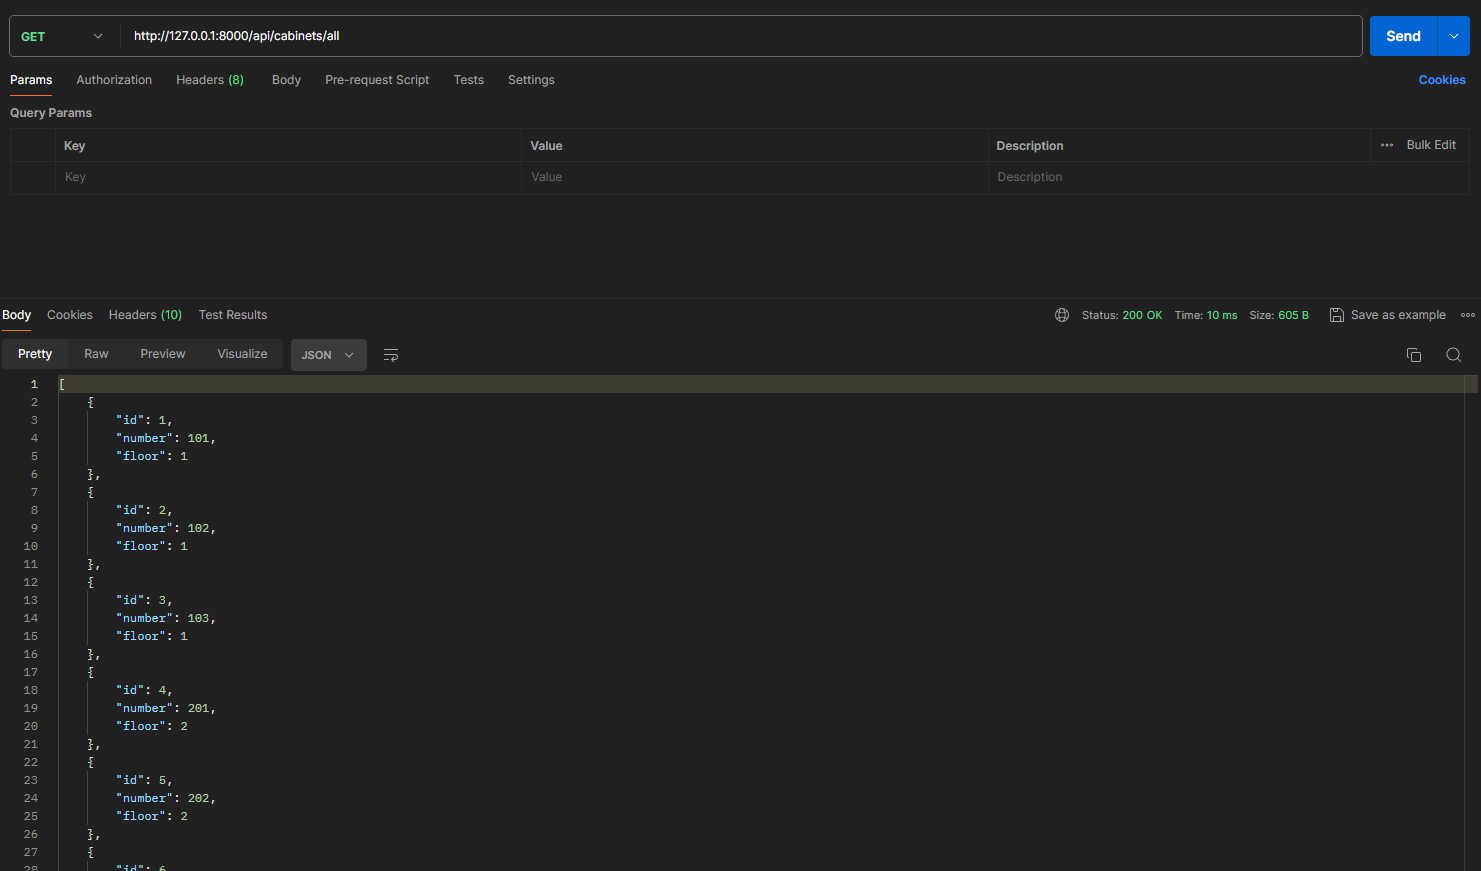 GET http://127.0.0.1:8000/api/cabinets/all Send
Params Authorization Headers (8) Body Pre-request Script Tests Settings Cookies
Query Params
Key Value Description ••• Bulk Edit
Key Value Description
Body Cookies Headers (10) Test Results Status: 200 OK Time: 10 ms Size: 605 B Save as example
Pretty Raw Preview Visualize JSON
1 [
2 {
3 "id": 1,
4 "number": 101,
5 "floor": 1
6 },
7 {
8 "id": 2,
9 "number": 102,
10 "floor": 1
11 },
12 {
13 "id": 3,
14 "number": 103,
15 "floor": 1
16 },
17 {
18 "id": 4,
19 "number": 201,
20 "floor": 2
21 },
22 {
23 "id": 5,
24 "number": 202,
25 "floor": 2
26 },
27 {
28 "id": 6